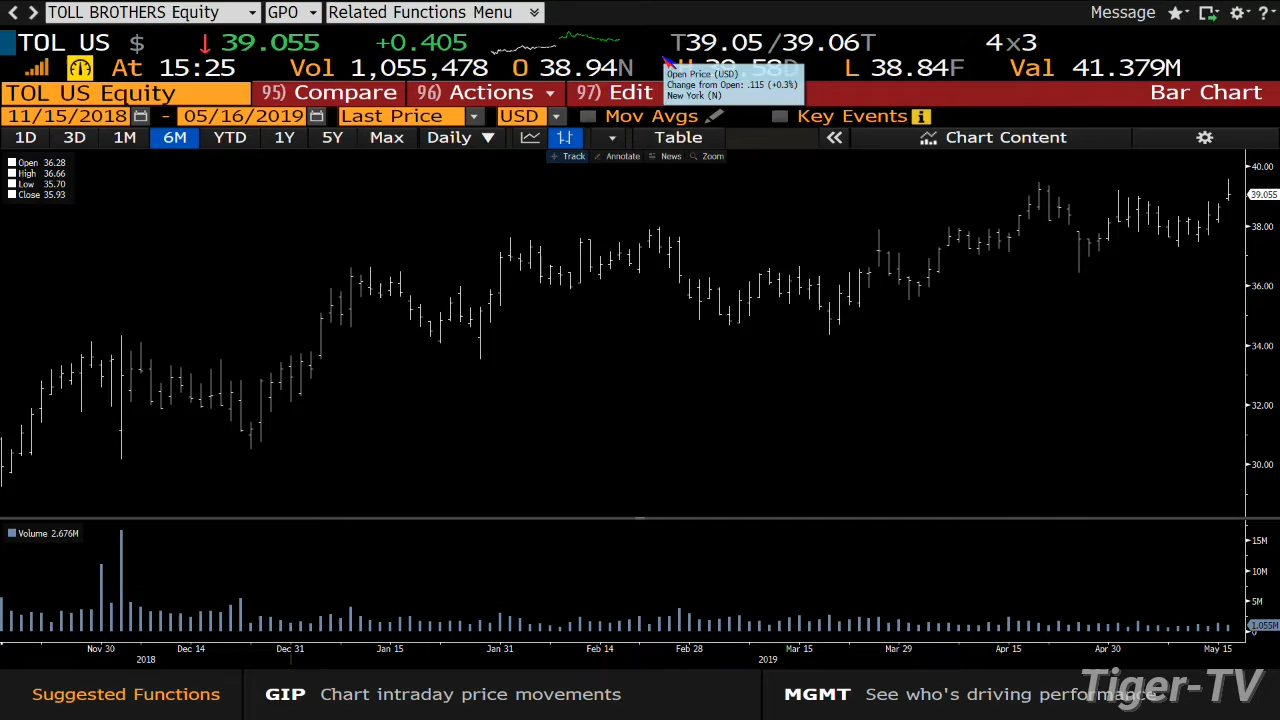 TOLL BROTHERS Equity GPO Related Functions Menu Message ?
TOL US $ 39.055 +0.405 T39.05/39.06T 4x3
At 15:25 Vol 1,055,478 O 38.94N H 39.58D L 38.84F Val 41.379M
Open Price (USD)
Change from Open: .115 (+0.3%)
New York (N)
TOL US Equity 95) Compare 96) Actions 97) Edit Bar Chart
11/15/2018 - 05/16/2019 Last Price USD Mov Avgs Key Events i
1D 3D 1M 6M YTD 1Y 5Y Max Daily ▼ Table « Chart Content
Track Annotate News Zoom
Open 36.28
High 36.66
Low 35.70
Close 35.93
40.00
39.055
38.00
36.00
34.00
32.00
30.00
Volume 2.676M
15M
10M
5M
1.055M
0
Nov 30 Dec 14 Dec 31 Jan 15 Jan 31 Feb 14 Feb 28 Mar 15 Mar 29 Apr 15 Apr 30 May 15
2018 2019
Suggested Functions GIP Chart intraday price movements MGMT See who's driving performance
Tiger-TV